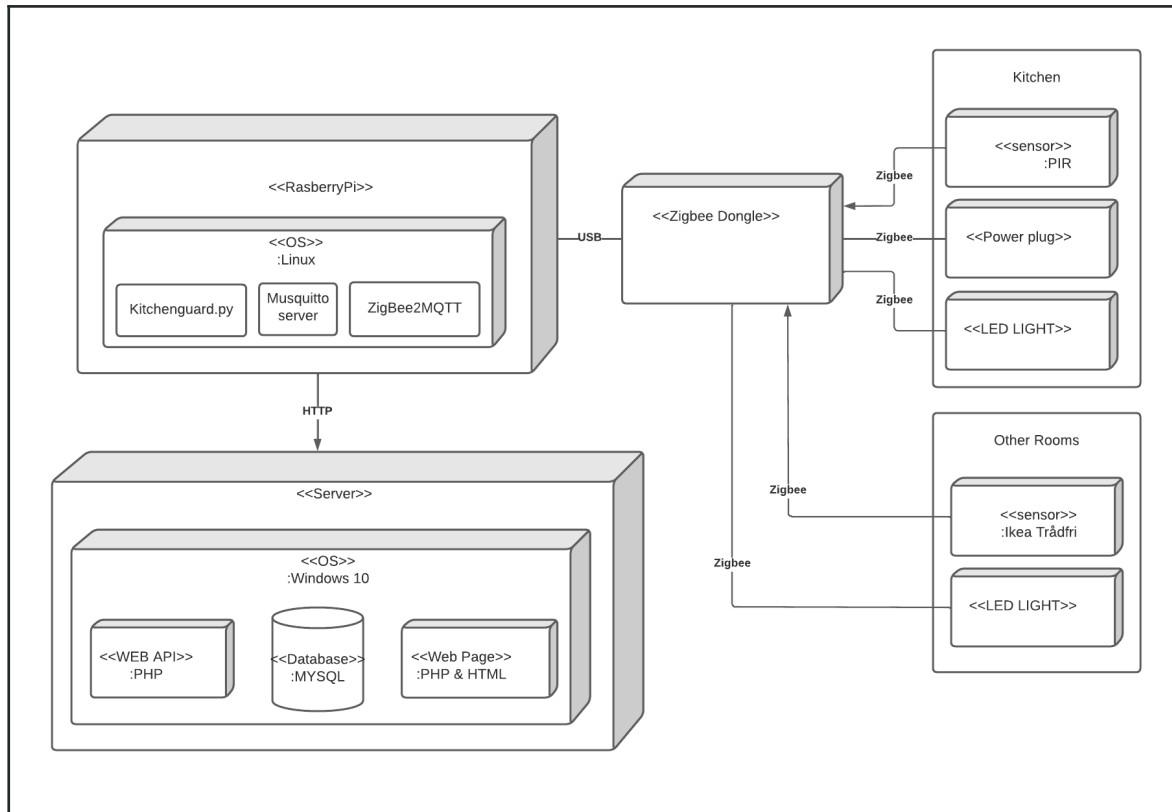 Kitchen
<<sensor>>
:PIR
Zigbee
<<RasberryPi>>
<<Zigbee Dongle>>
<<OS>>
:Linux
USB
Zigbee
<<Power plug>>
Kitchenguard.py
Musquitto
server
ZigBee2MQTT
Zigbee
<<LED LIGHT>>
HTTP
Other Rooms
<<Server>>
Zigbee
<<sensor>>
:Ikea Trådfri
<<OS>>
:Windows 10
Zigbee
<<LED LIGHT>>
<<WEB API>>
:PHP
<<Database>>
:MYSQL
<<Web Page>>
:PHP & HTML